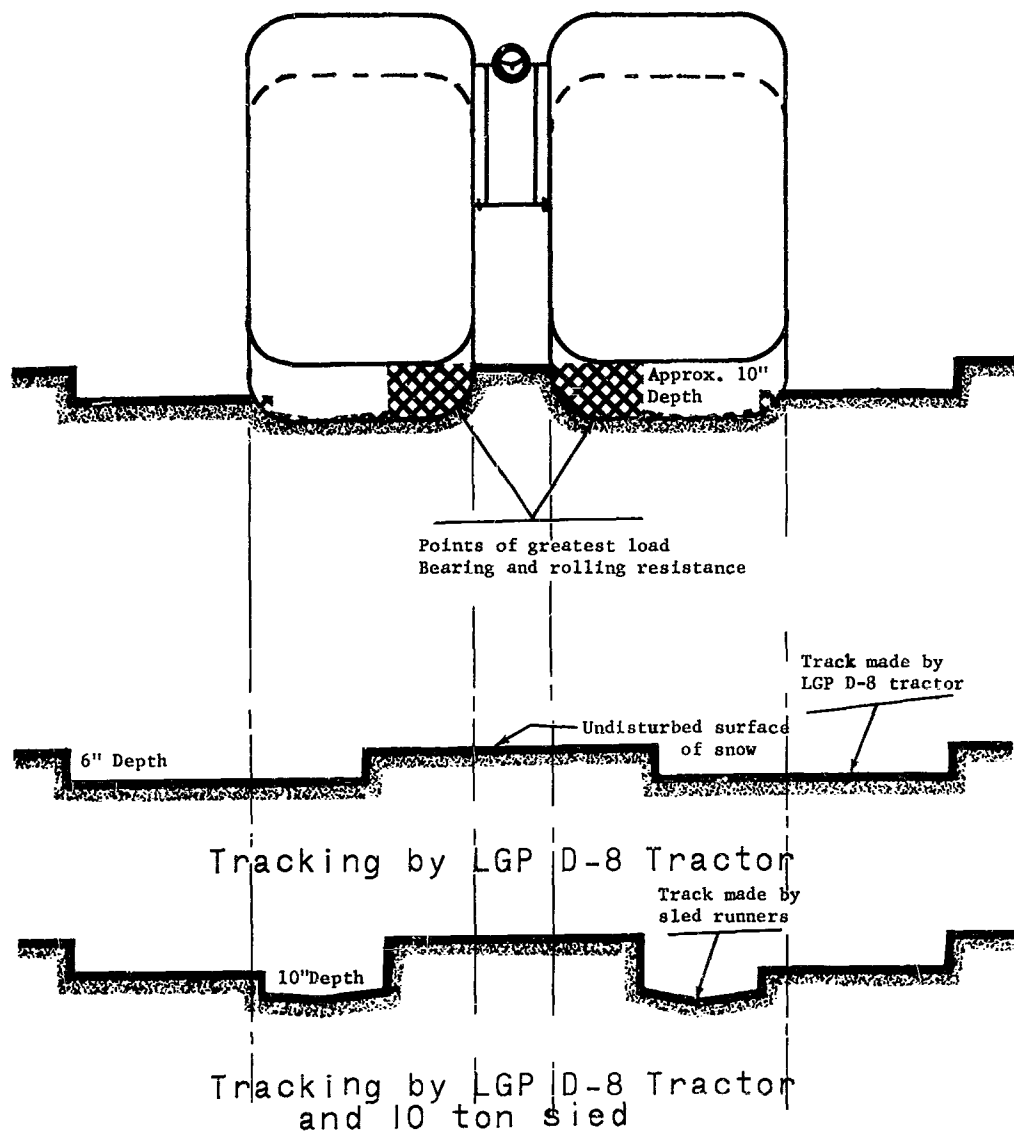 Approx. 10"
Depth
Points of greatest load
Bearing and rolling resistance
Track made by
LGP D-8 tractor
Undisturbed surface
of snow
6" Depth
Tracking by LGP D-8 Tractor
Track made by
sled runners
10"Depth
Tracking by LGP D-8 Tractor
and 10 ton sied